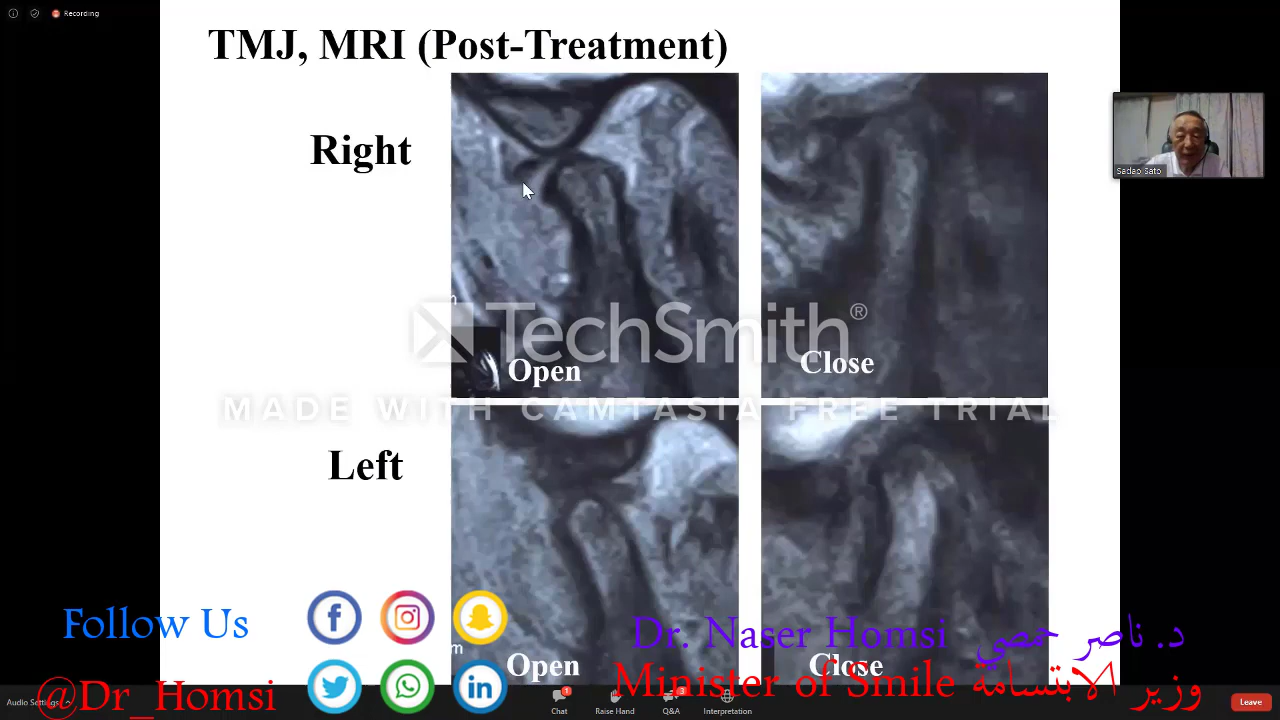 Recording
TMJ, MRI (Post-Treatment)
Right
Sadao Sato
m
TechSmith®
Open
Close
MADE WITH CAMTASIA FREE TRIAL
Left
Follow Us
Dr. Naser Homsi د. ناصر حمصي
m
Open
Close
Minister of Smile وزير الابتسامة
@Dr_Homsi
Audio Settings
Chat
1
Raise Hand
Q&A
3
Interpretation
Leave